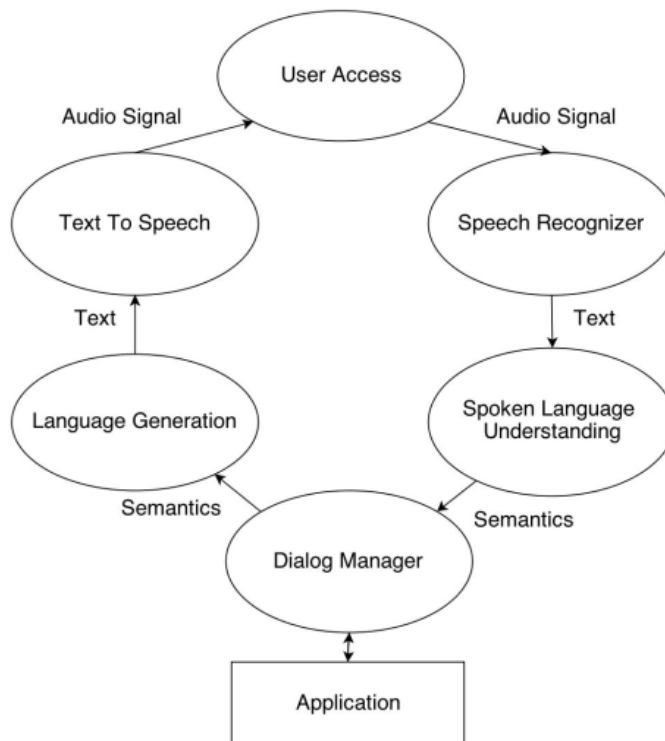 User Access
Audio Signal
Audio Signal
Text To Speech
Speech Recognizer
Text
Text
Language Generation
Spoken Language
Understanding
Semantics
Semantics
Dialog Manager
Application